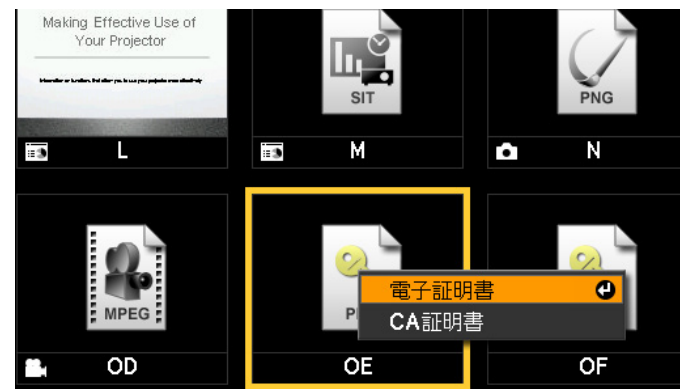 Making Effective Use of
Your Projector
SIT
PNG
L
M
N
MPEG
電子証明書
CA証明書
OD
OE
OF